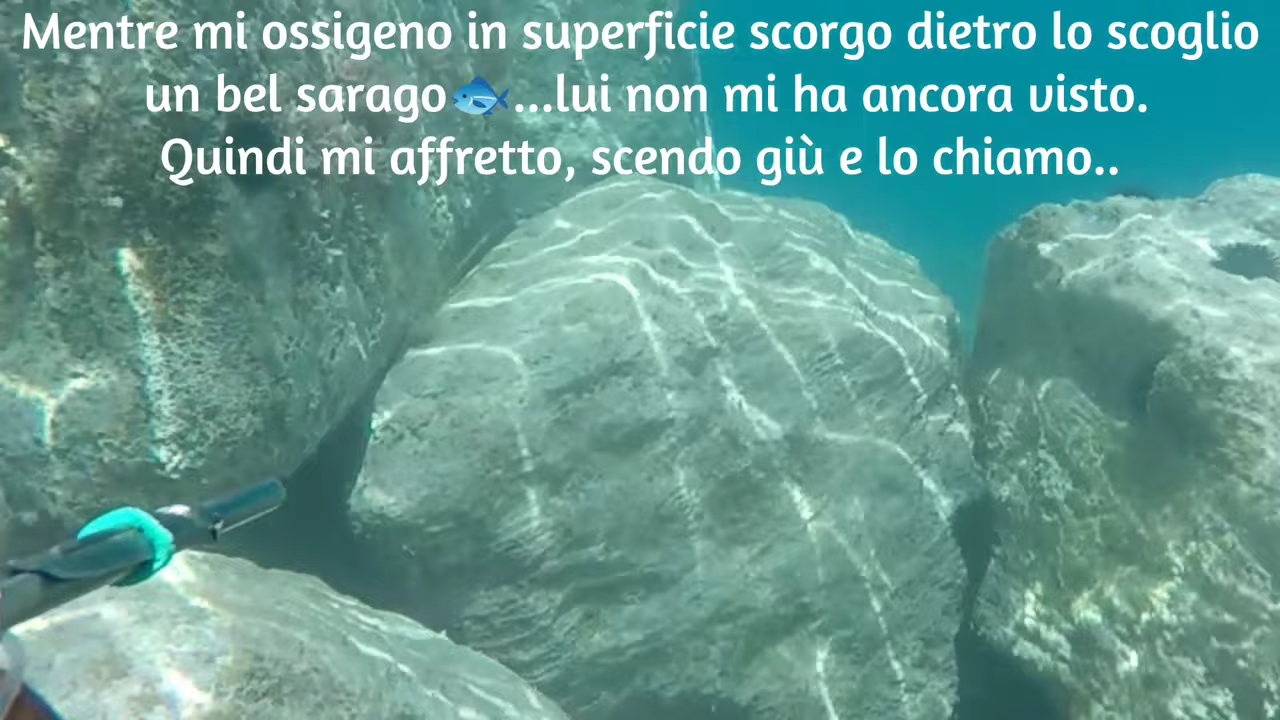 Mentre mi ossigeno in superficie scorgo dietro lo scoglio
un bel sarago🐟...lui non mi ha ancora visto.
Quindi mi affretto, scendo giù e lo chiamo..